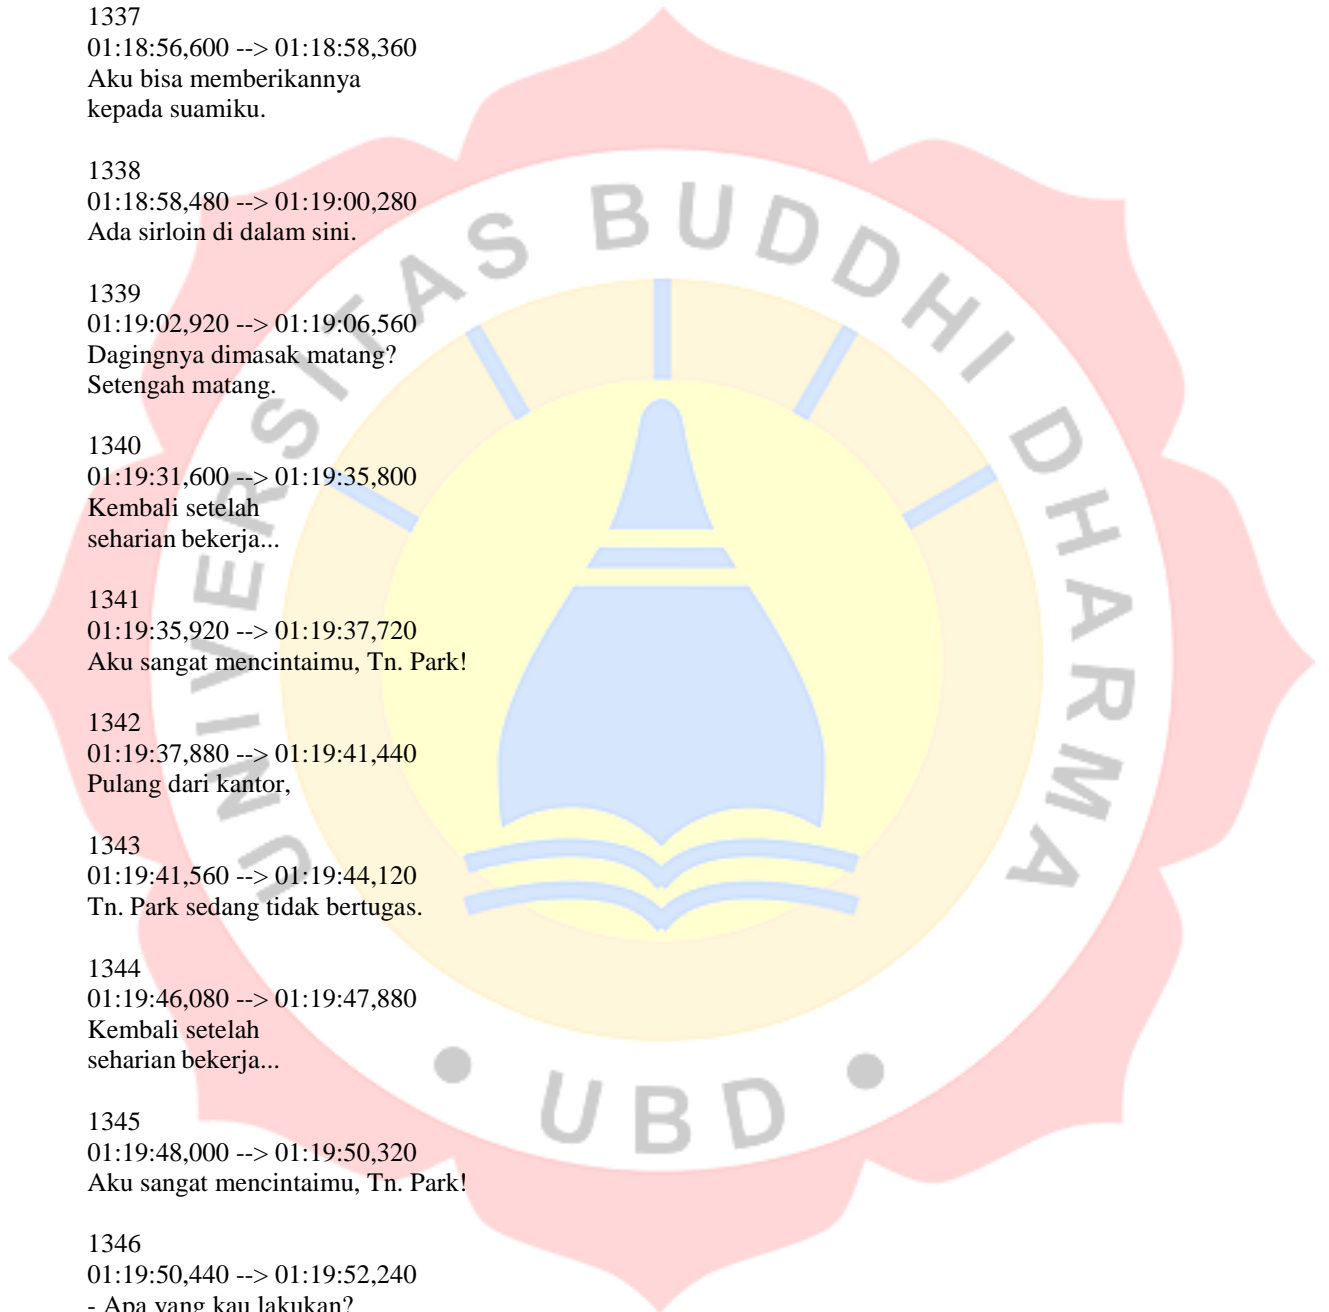 1337
01:18:56,600 --> 01:18:58,360
Aku bisa memberikannya
kepada suamiku.
1338
01:18:58,480 --> 01:19:00,280
Ada sirloin di dalam sini.
1339
01:19:02,920 --> 01:19:06,560
Dagingnya dimasak matang?
Setengah matang.
1340
01:19:31,600 --> 01:19:35,800
Kembali setelah
seharian bekerja...
1341
01:19:35,920 --> 01:19:37,720
Aku sangat mencintaimu, Tn. Park!
1342
01:19:37,880 --> 01:19:41,440
Pulang dari kantor,
1343
01:19:41,560 --> 01:19:44,120
Tn. Park sedang tidak bertugas.
1344
01:19:46,080 --> 01:19:47,880
Kembali setelah
seharian bekerja...
1345
01:19:48,000 --> 01:19:50,320
Aku sangat mencintaimu, Tn. Park!
1346
01:19:50,440 --> 01:19:52,240
- Apa yang kau lakukan?
UNIVERSITAS BUDDHI DHARMA
• UBD •